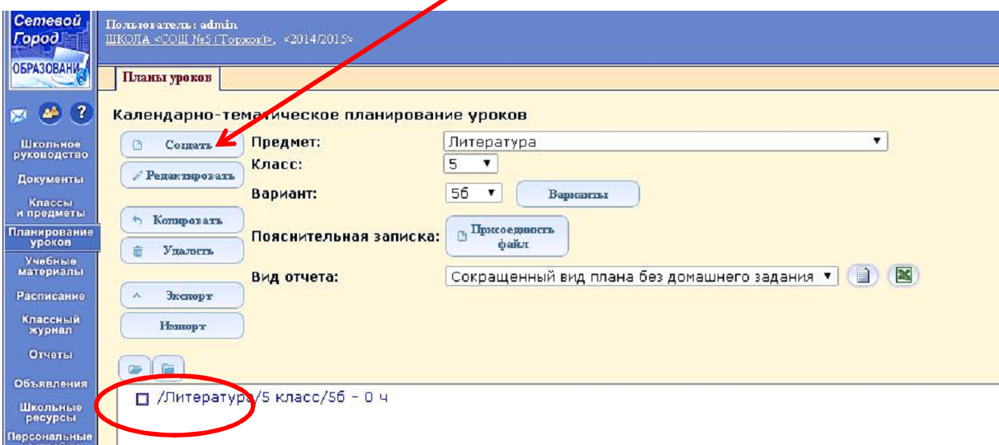 Сетевой
Город
ОБРАЗОВАНИ
Пользователь: admin
ШКОЛА «СОШ №5 (Торжок)», «2014/2015»
Планы уроков
?
Календарно-тематическое планирование уроков
Школьное
руководство
Документы
Классы
и предметы
Планирование
уроков
Учебные
материалы
Расписание
Классный
журнал
Отчеты
Объявления
Школьные
ресурсы
Персональные
Создать
Редактировать
Копировать
Удалить
Экспорт
Импорт
Предмет: Литература
Класс: 5
Вариант: 5б Варианты
Пояснительная записка: Присоединить
файл
Вид отчета: Сокращенный вид плана без домашнего задания
/Литература/5 класс/5б - 0 ч